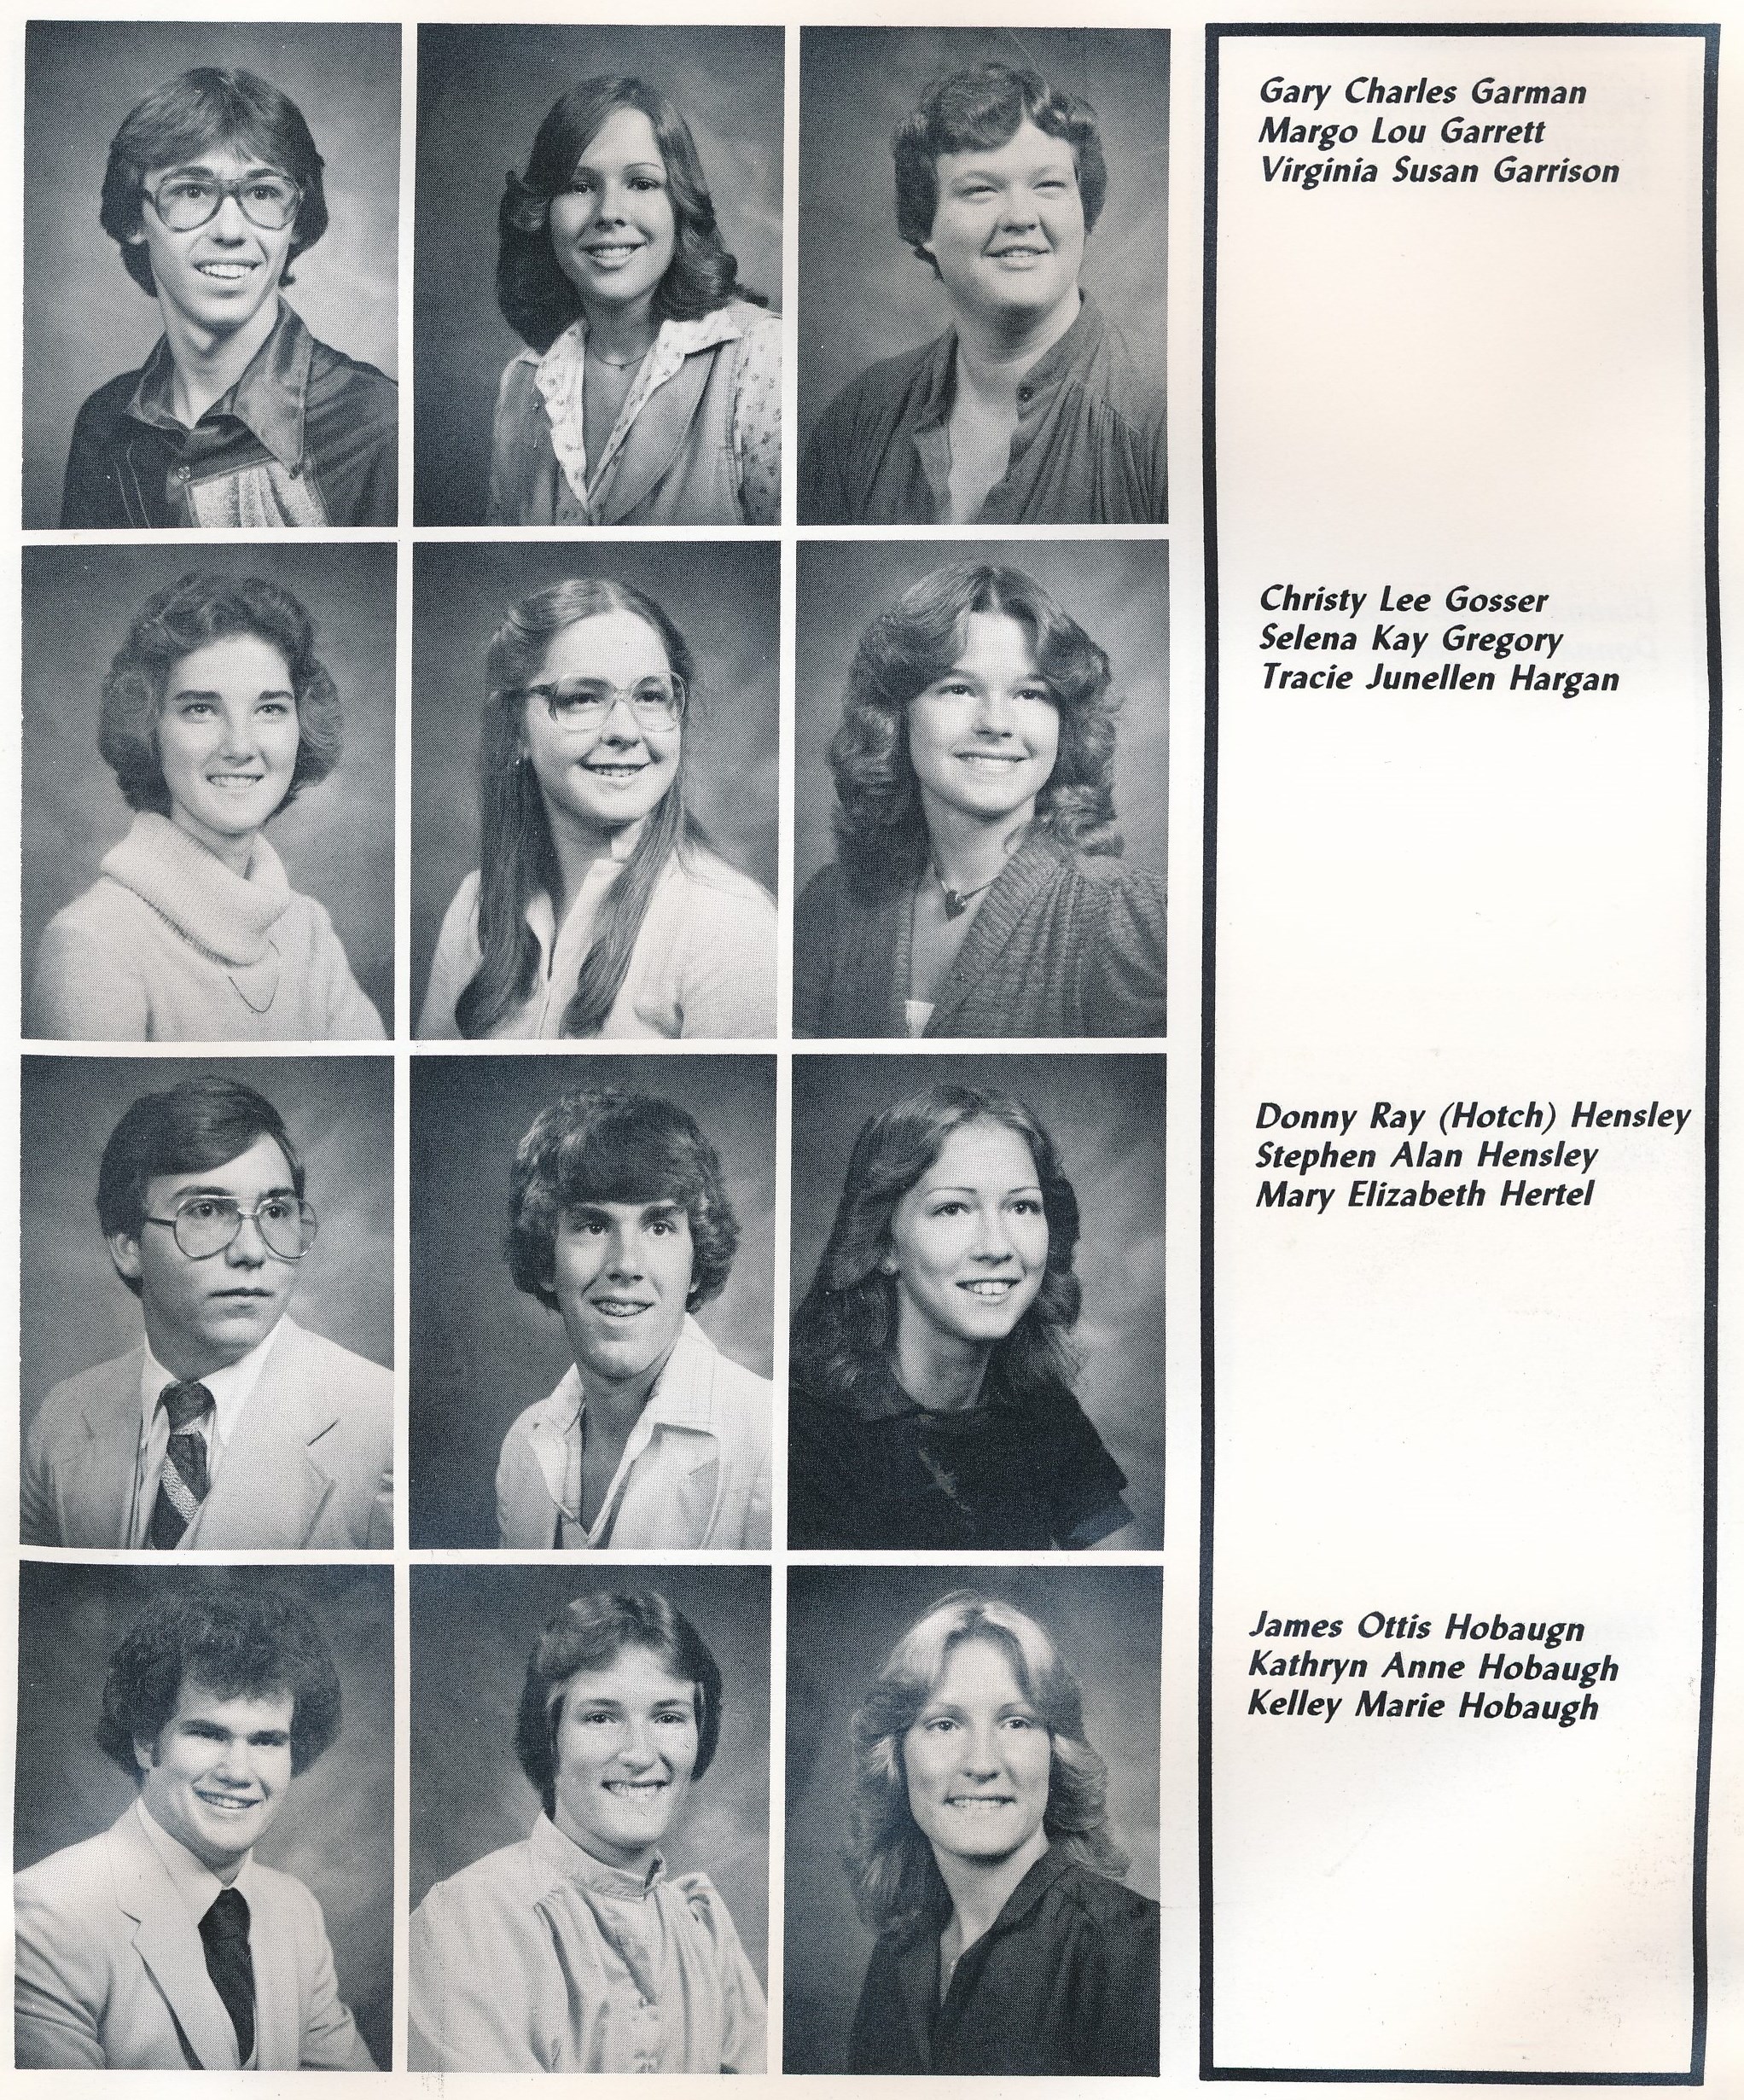 Gary Charles Garman
Margo Lou Garrett
Virginia Susan Garrison
Christy Lee Gosser
Selena Kay Gregory
Tracie Junellen Hargan
Donny Ray (Hotch) Hensley
Stephen Alan Hensley
Mary Elizabeth Hertel
James Ottis Hobaugn
Kathryn Anne Hobaugh
Kelley Marie Hobaugh